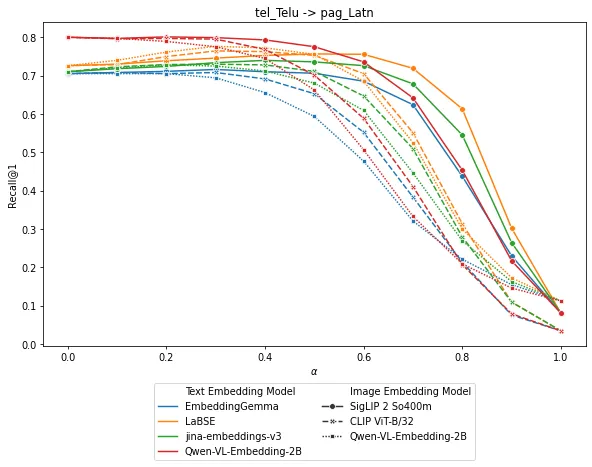 tel_Telu -> pag_Latn
Recall@1
0.8
0.7
0.6
0.5
0.4
0.3
0.2
0.1
0.0
0.0 0.2 0.4 0.6 0.8 1.0
α
Text Embedding Model
EmbeddingGemma
LaBSE
jina-embeddings-v3
Qwen-VL-Embedding-2B
Image Embedding Model
SigLIP 2 So400m
CLIP ViT-B/32
Qwen-VL-Embedding-2B